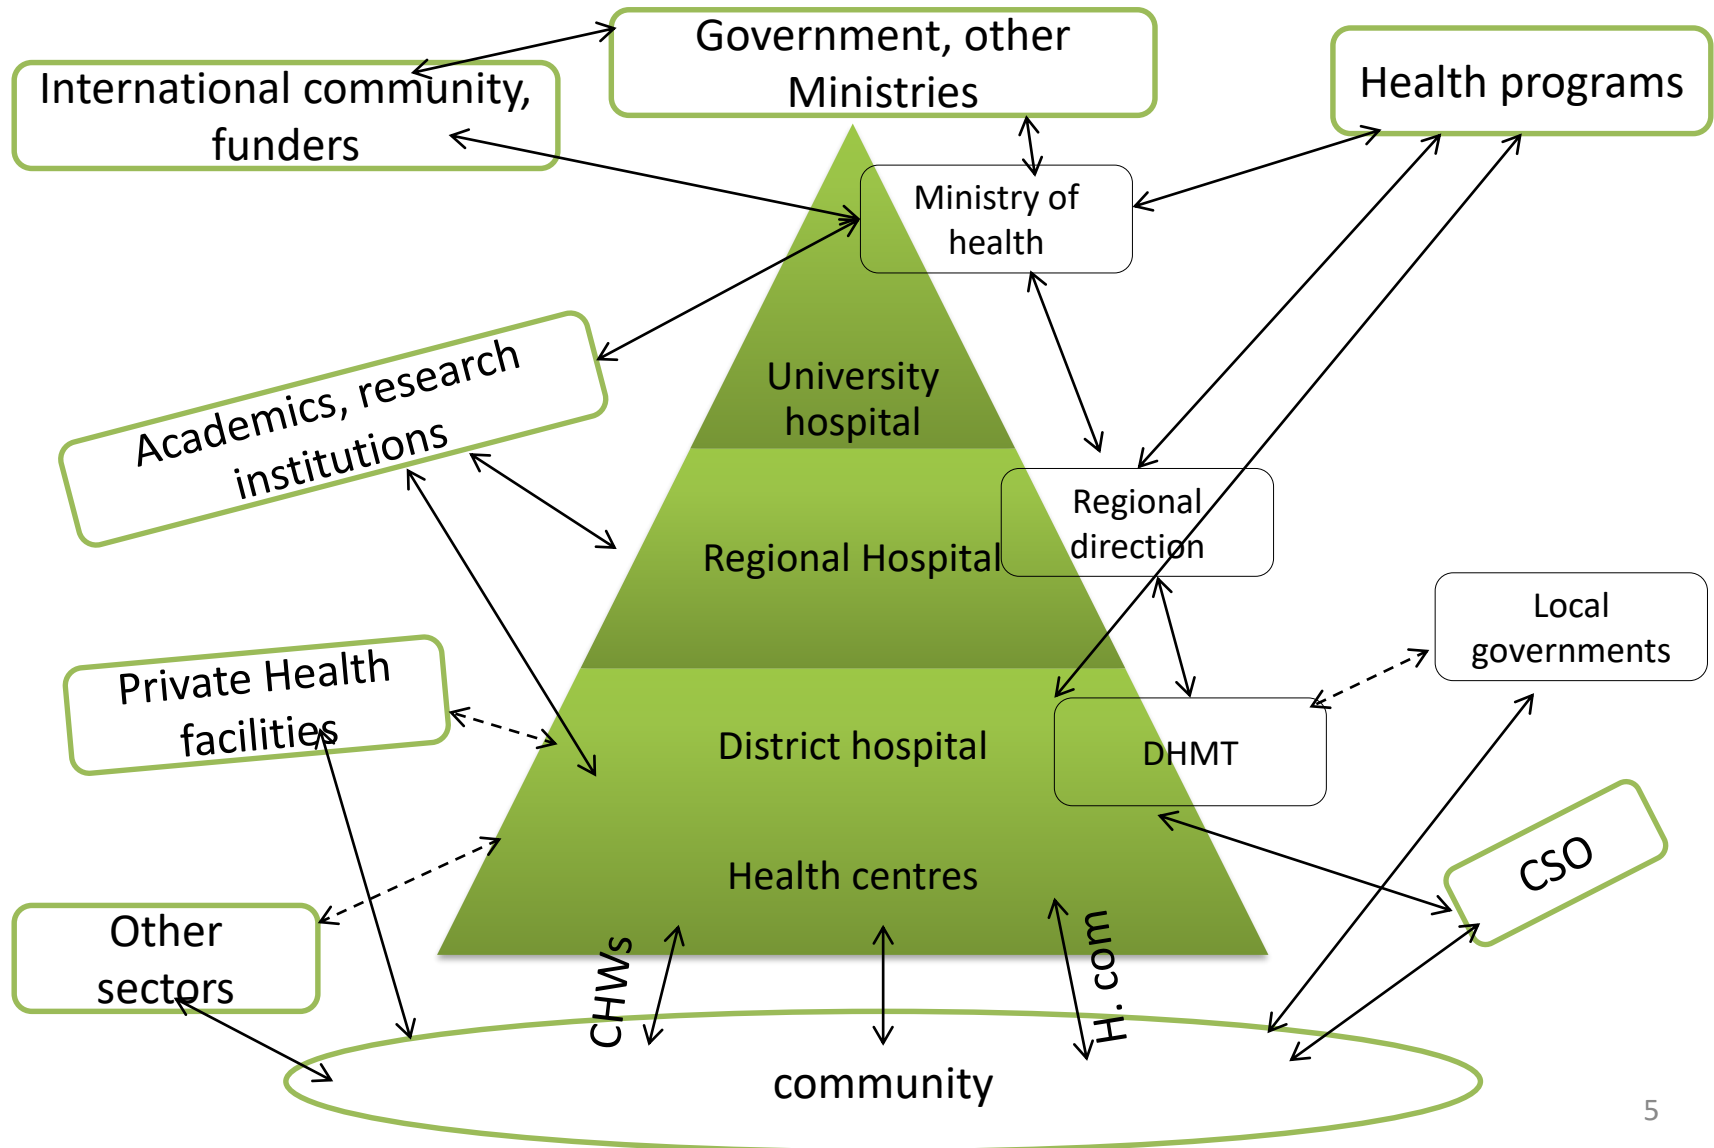 Government, other
Ministries
International community,
funders
Health programs
Ministry of
health
Academics, research
institutions
University
hospital
Regional Hospital
Regional
direction
Local
governments
Private Health
facilities
District hospital
DHMT
CSO
Health centres
Other
sectors
CHWs
H. com
community
5